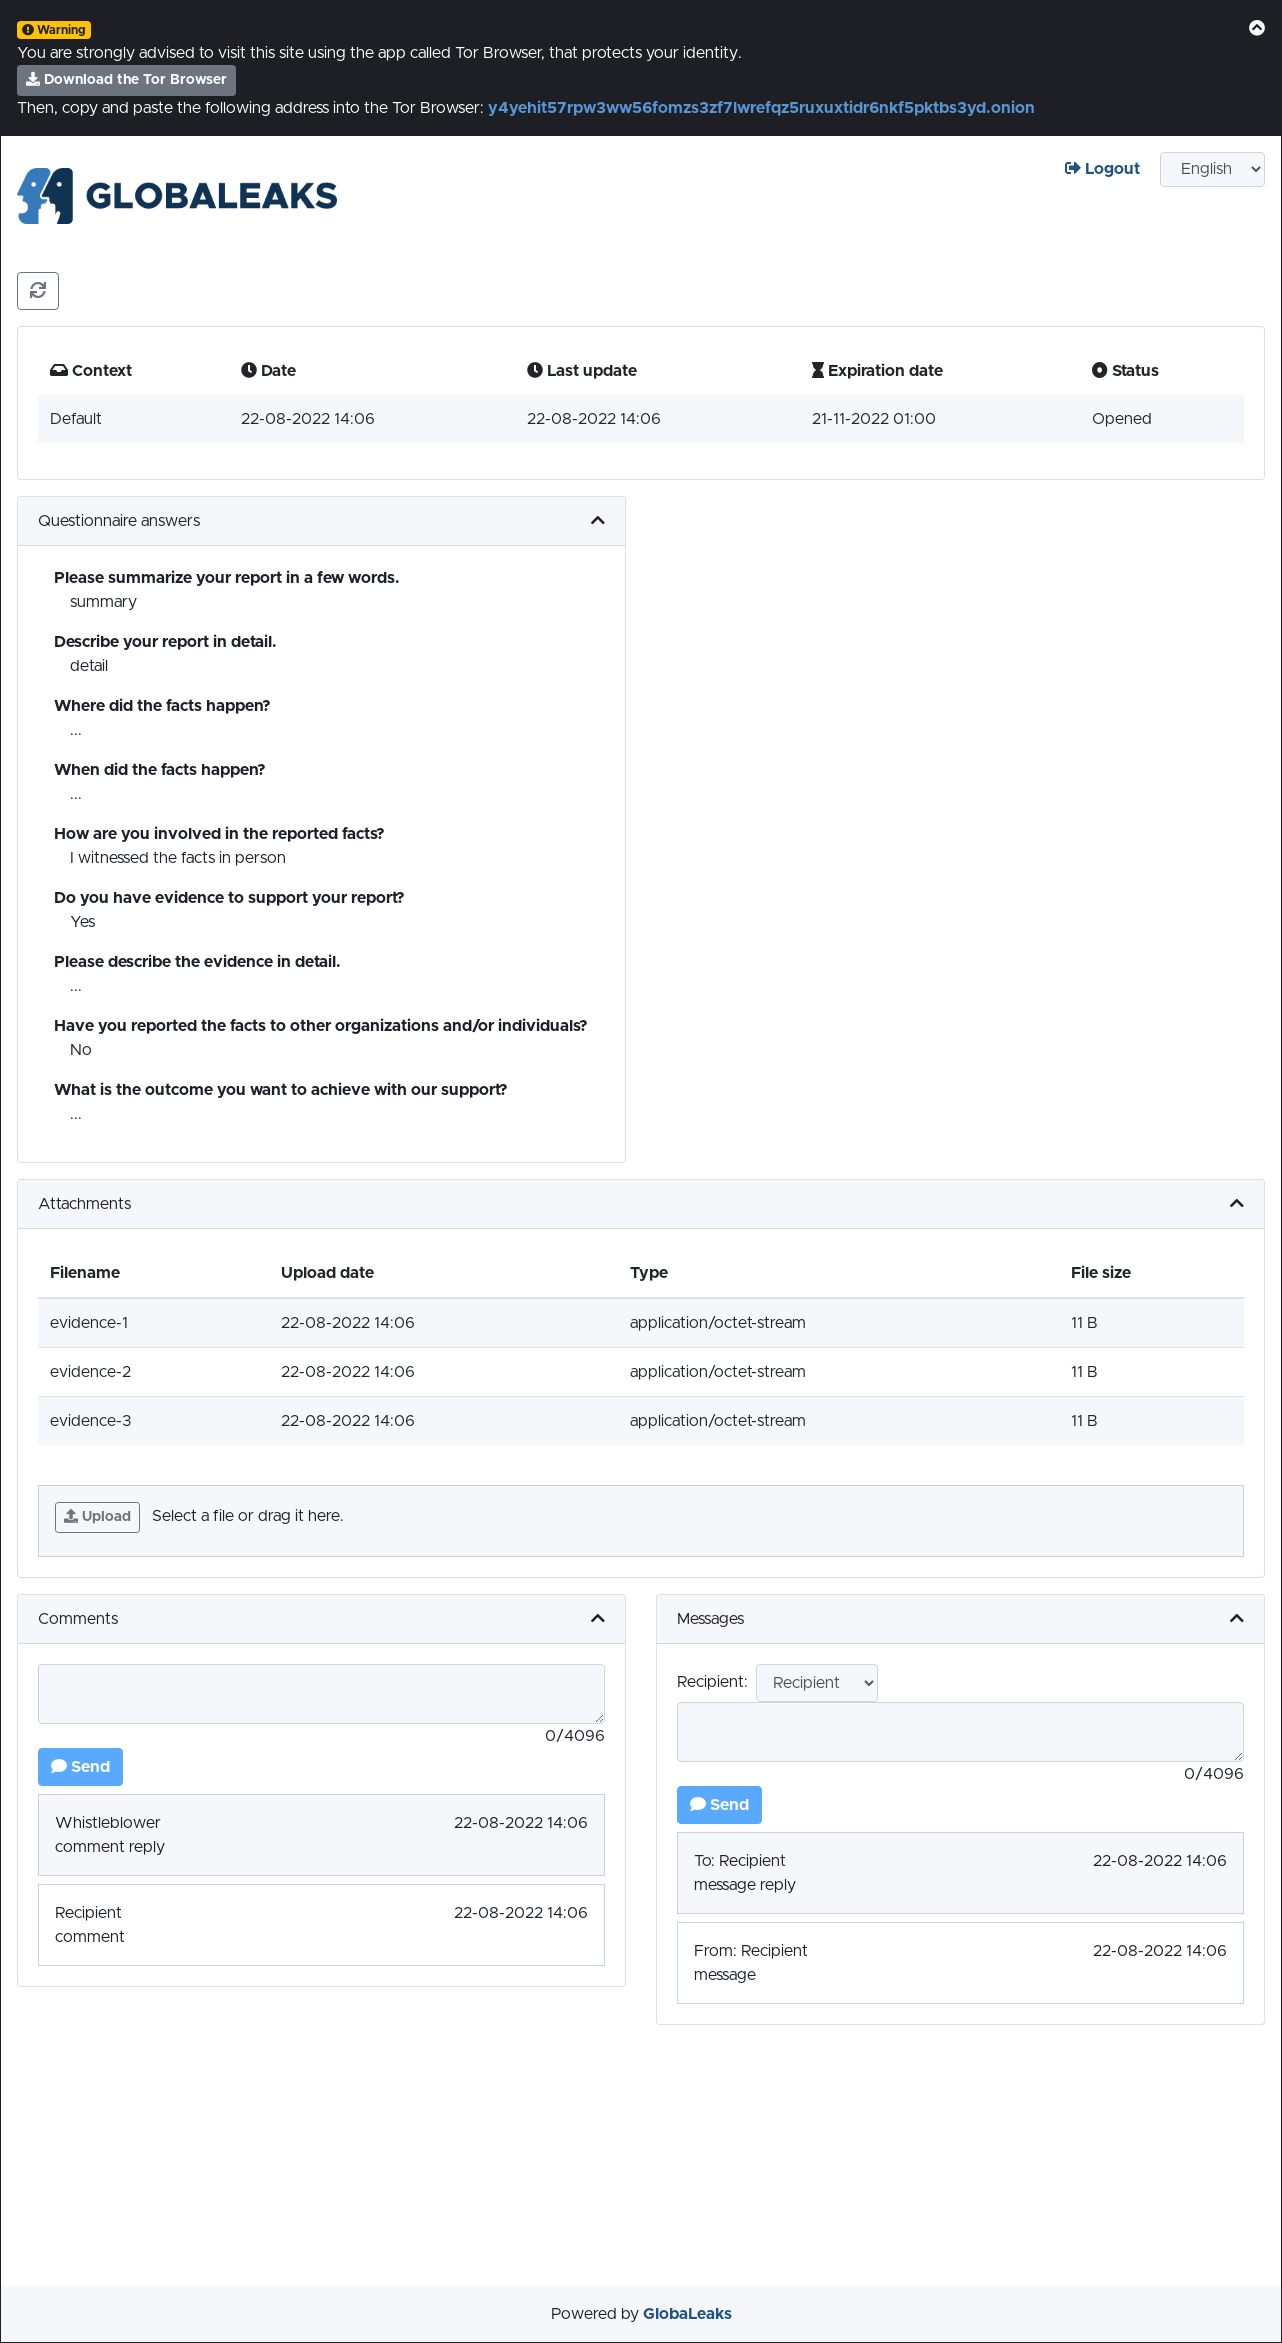 Warning
You are strongly advised to visit this site using the app called Tor Browser, that protects your identity.
Download the Tor Browser
Then, copy and paste the following address into the Tor Browser: y4yehit57rpw3ww56fomzs3zf7lwrefqz5ruxuxtidr6nkf5pktbs3yd.onion
GLOBALEAKS
Logout English
Context Date Last update Expiration date Status
Default 22-08-2022 14:06 22-08-2022 14:06 21-11-2022 01:00 Opened
Questionnaire answers
Please summarize your report in a few words.
summary
Describe your report in detail.
detail
Where did the facts happen?
...
When did the facts happen?
...
How are you involved in the reported facts?
I witnessed the facts in person
Do you have evidence to support your report?
Yes
Please describe the evidence in detail.
...
Have you reported the facts to other organizations and/or individuals?
No
What is the outcome you want to achieve with our support?
...
Attachments
Filename Upload date Type File size
evidence-1 22-08-2022 14:06 application/octet-stream 11 B
evidence-2 22-08-2022 14:06 application/octet-stream 11 B
evidence-3 22-08-2022 14:06 application/octet-stream 11 B
Upload Select a file or drag it here.
Comments
0/4096
Send
Whistleblower 22-08-2022 14:06
comment reply
Recipient 22-08-2022 14:06
comment
Messages
Recipient: Recipient
0/4096
Send
To: Recipient 22-08-2022 14:06
message reply
From: Recipient 22-08-2022 14:06
message
Powered by GlobaLeaks